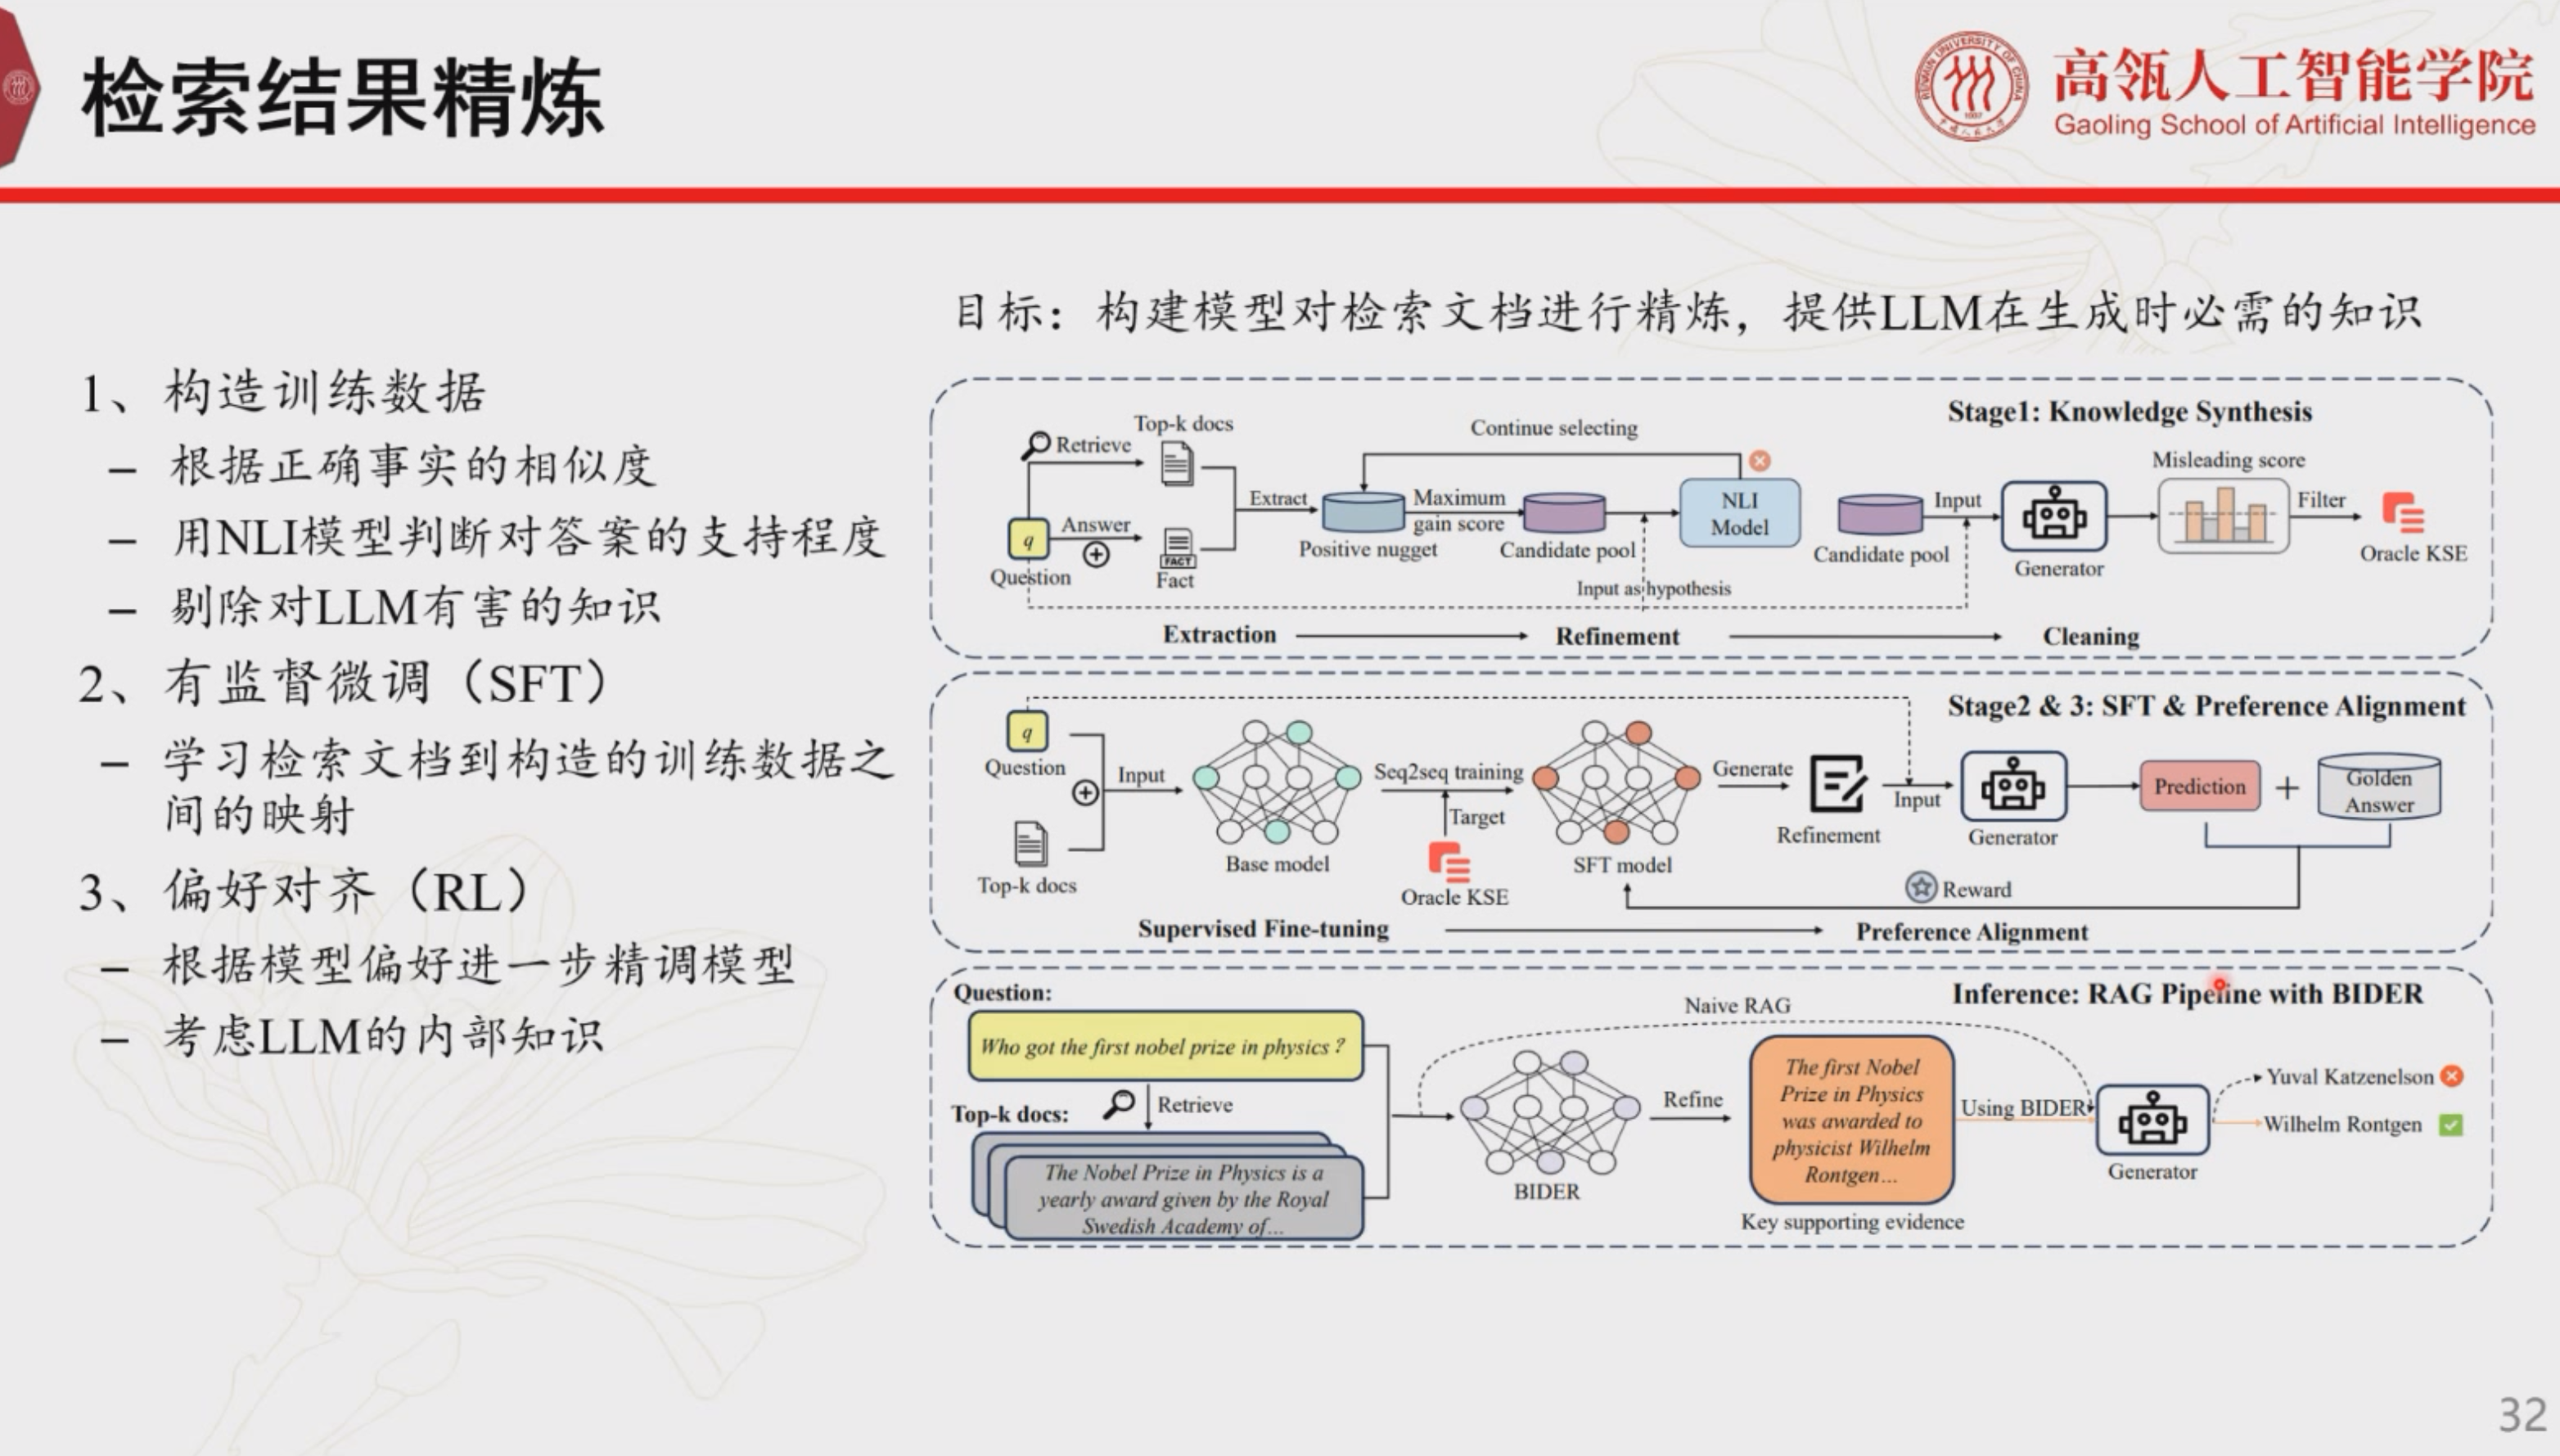 检索结果精炼
高瓴人工智能学院
Gaoling School of Artificial Intelligence
RENMIN UNIVERSITY OF CHINA
1937
目标：构建模型对检索文档进行精炼，提供LLM在生成时必需的知识
1、构造训练数据
– 根据正确事实的相似度
– 用NLI模型判断对答案的支持程度
– 剔除对LLM有害的知识
2、有监督微调（SFT）
– 学习检索文档到构造的训练数据之
间的映射
3、偏好对齐（RL）
– 根据模型偏好进一步精调模型
– 考虑LLM的内部知识
Stage1: Knowledge Synthesis
Top-k docs
Retrieve
Continue selecting
Misleading score
q
Question
Answer
FACT
Fact
Extract
Positive nugget
Maximum
gain score
Candidate pool
NLI
Model
Input as hypothesis
Candidate pool
Input
Generator
Filter
Oracle KSE
Extraction
Refinement
Cleaning
Stage2 & 3: SFT & Preference Alignment
q
Question
Top-k docs
Input
Base model
Seq2seq training
Target
Oracle KSE
SFT model
Generate
Refinement
Input
Generator
Prediction
+
Golden
Answer
Reward
Supervised Fine-tuning
Preference Alignment
Inference: RAG Pipeline with BIDER
Question:
Who got the first nobel prize in physics ?
Retrieve
Top-k docs:
The Nobel Prize in Physics is a
yearly award given by the Royal
Swedish Academy of...
Naive RAG
BIDER
Refine
The first Nobel
Prize in Physics
was awarded to
physicist Wilhelm
Rontgen...
Key supporting evidence
Using BIDER
Generator
Yuval Katzenelson
Wilhelm Rontgen
32